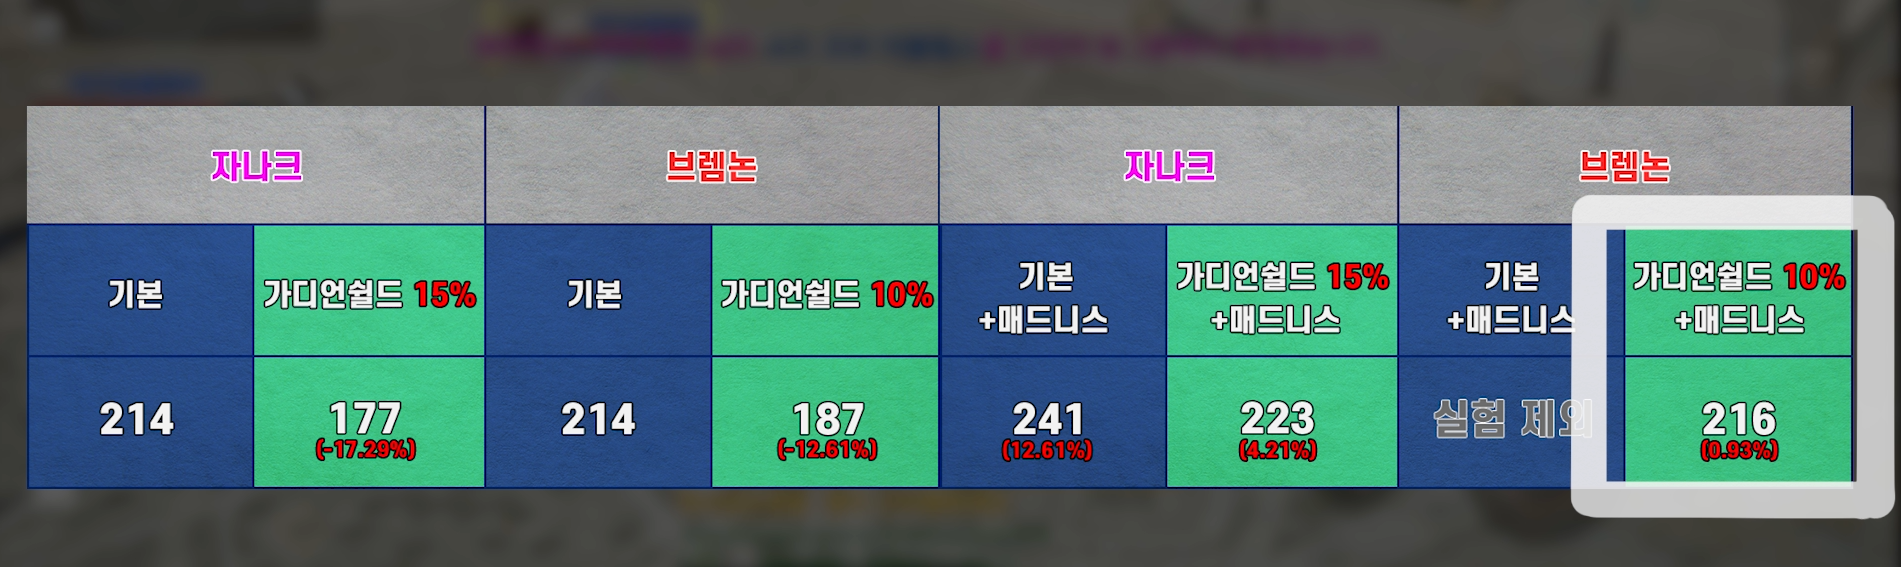 자나크
브렘논
자나크
브렘논
기본
가디언쉴드 15%
기본
가디언쉴드 10%
기본
+매드니스
가디언쉴드 15%
+매드니스
기본
+매드니스
가디언쉴드 10%
+매드니스
214
177
(-17.29%)
214
187
(-12.61%)
241
(12.61%)
223
(4.21%)
실험 제외
216
(0.93%)